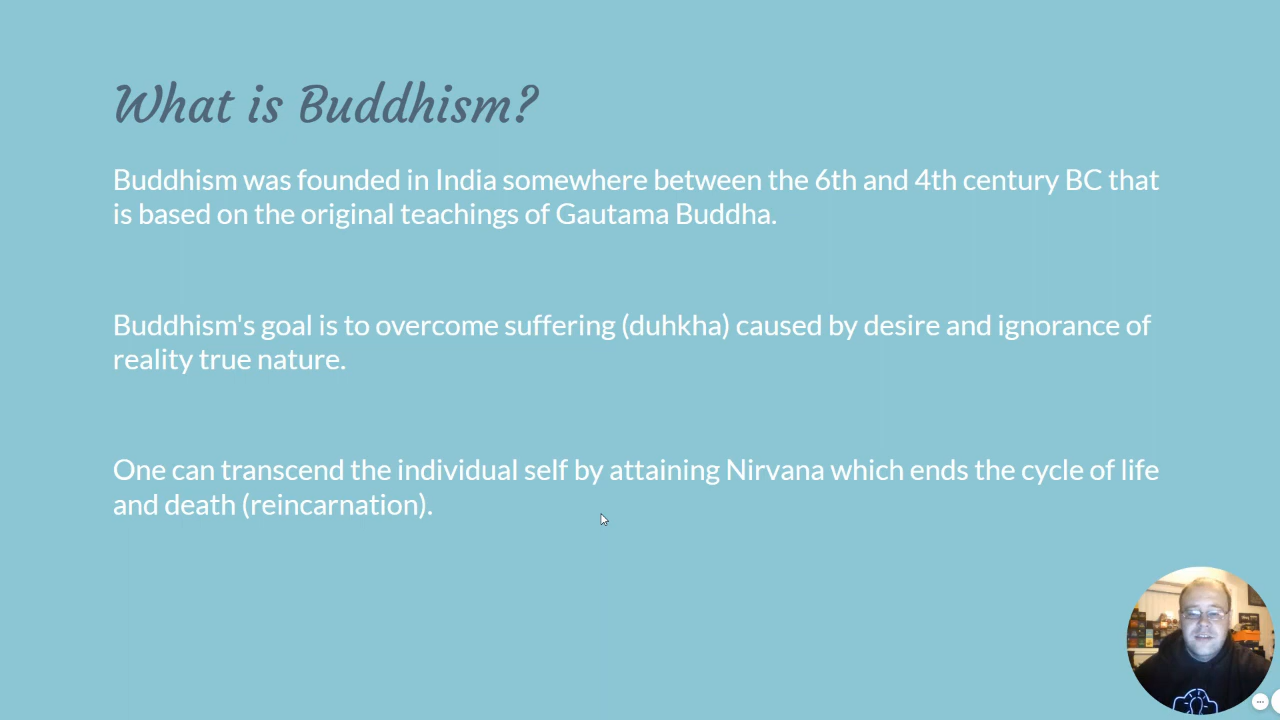 What is Buddhism?
Buddhism was founded in India somewhere between the 6th and 4th century BC that
is based on the original teachings of Gautama Buddha.
Buddhism's goal is to overcome suffering (duhkha) caused by desire and ignorance of
reality true nature.
One can transcend the individual self by attaining Nirvana which ends the cycle of life
and death (reincarnation).